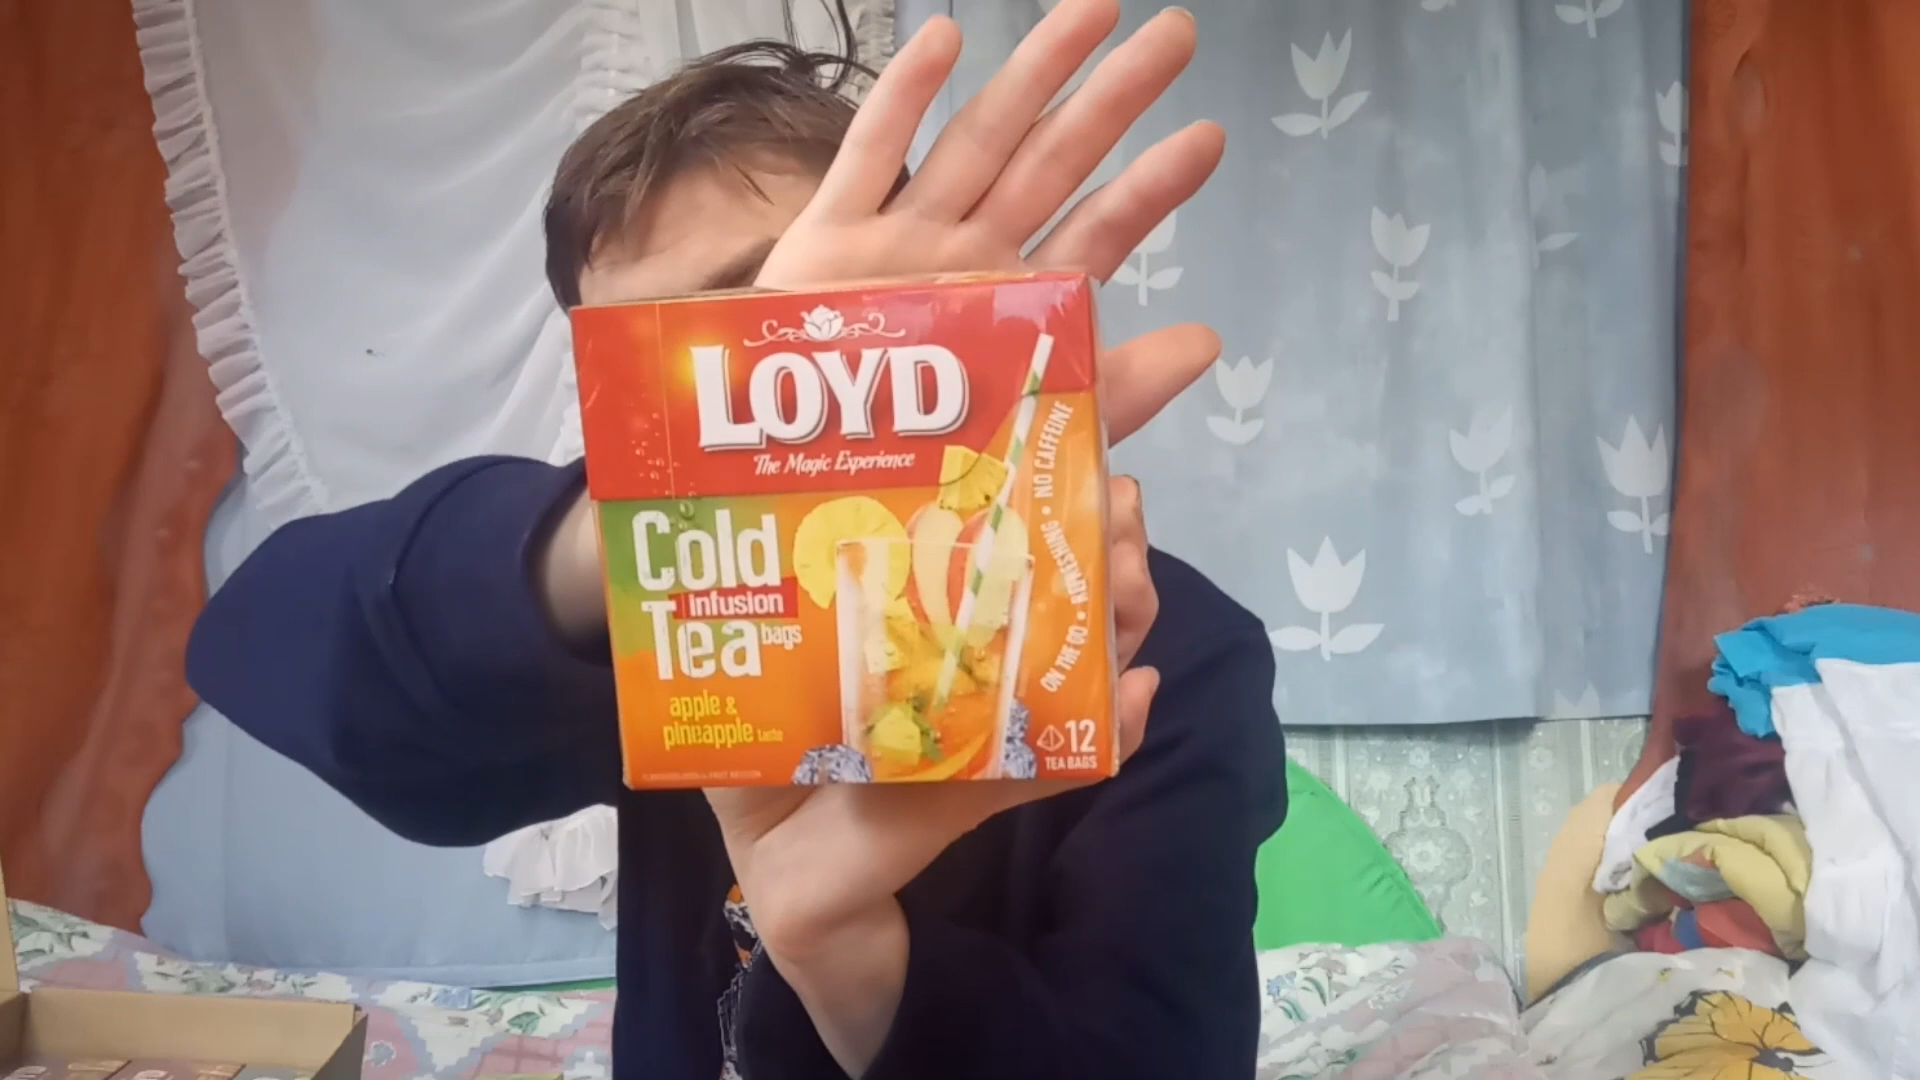 LOYD
The Magic Experience
Cold
infusion
Tea bags
apple &
pineapple taste
ON THE GO • REFRESHING • NO CAFFEINE
12
TEA BAGS